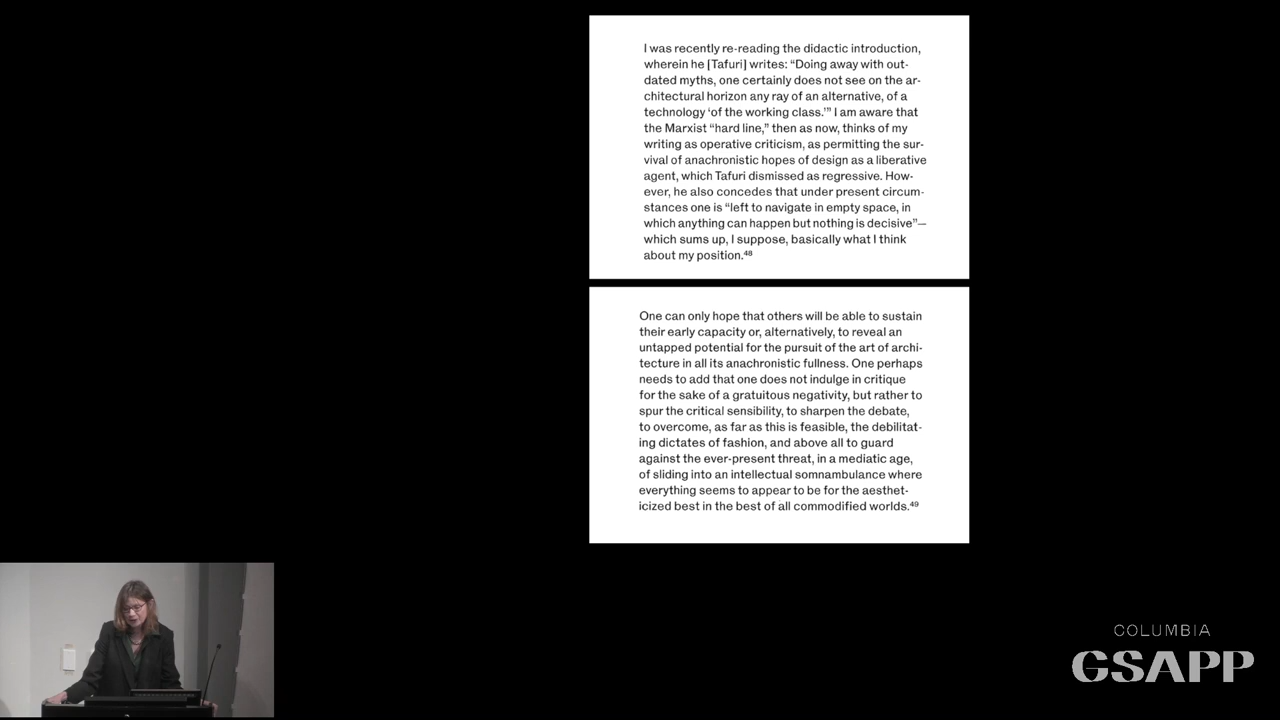 I was recently re-reading the didactic introduction,
wherein he [Tafuri] writes: “Doing away with out-
dated myths, one certainly does not see on the ar-
chitectural horizon any ray of an alternative, of a
technology ‘of the working class.’” I am aware that
the Marxist “hard line,” then as now, thinks of my
writing as operative criticism, as permitting the sur-
vival of anachronistic hopes of design as a liberative
agent, which Tafuri dismissed as regressive. How-
ever, he also concedes that under present circum-
stances one is “left to navigate in empty space, in
which anything can happen but nothing is decisive”—
which sums up, I suppose, basically what I think
about my position.⁴⁸
One can only hope that others will be able to sustain
their early capacity or, alternatively, to reveal an
untapped potential for the pursuit of the art of archi-
tecture in all its anachronistic fullness. One perhaps
needs to add that one does not indulge in critique
for the sake of a gratuitous negativity, but rather to
spur the critical sensibility, to sharpen the debate,
to overcome, as far as this is feasible, the debilitat-
ing dictates of fashion, and above all to guard
against the ever-present threat, in a mediatic age,
of sliding into an intellectual somnambulance where
everything seems to appear to be for the aesthet-
icized best in the best of all commodified worlds.⁴⁹
COLUMBIA
GSAPP